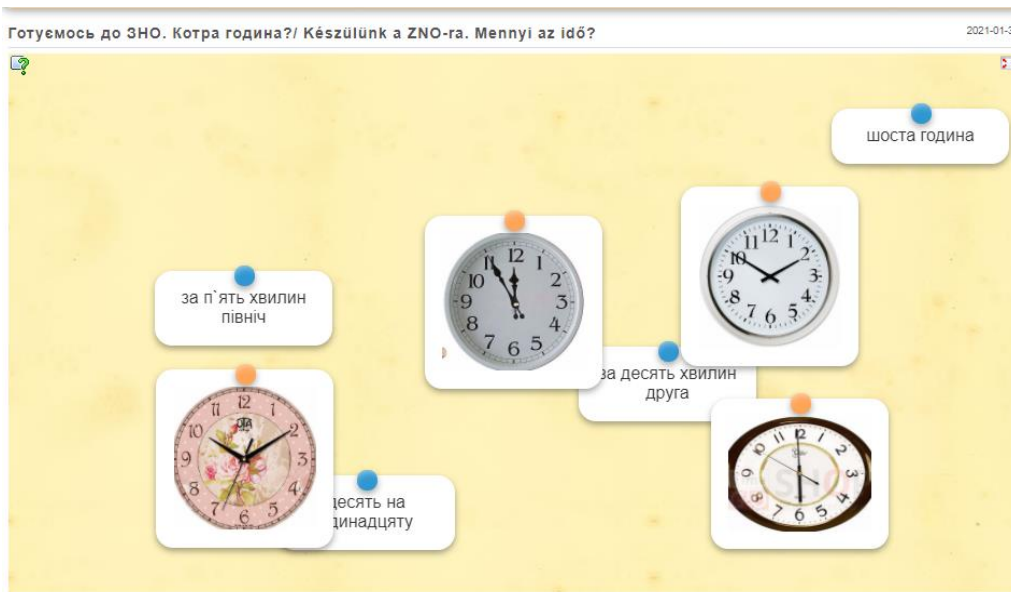 Готуємось до ЗНО. Котра година?/ Készülünk a ZNO-ra. Mennyi az idő?
2021-01-3
шоста година
за п`ять хвилин
північ
за десять хвилин
друга
десять на
динадцяту